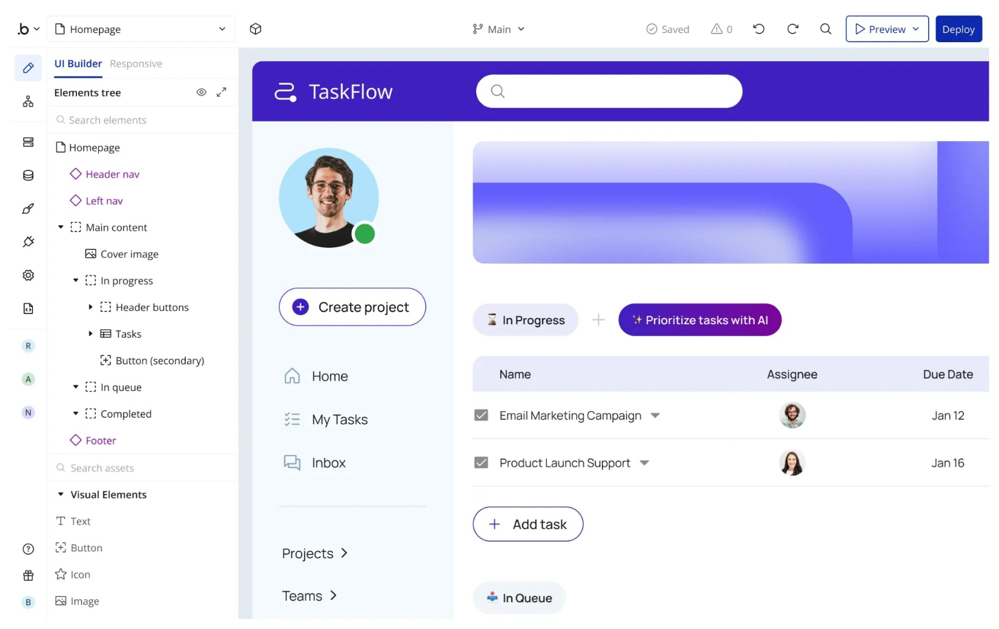 .b
Homepage
Main
Saved
0
Preview
Deploy
UI Builder
Responsive
Elements tree
Search elements
Homepage
Header nav
Left nav
Main content
Cover image
In progress
Header buttons
Tasks
Button (secondary)
In queue
Completed
Footer
Search assets
Visual Elements
Text
Button
Icon
Image
R
A
N
B
TaskFlow
Create project
Home
My Tasks
Inbox
Projects
Teams
In Progress
Prioritize tasks with AI
Name Assignee Due Date
Email Marketing Campaign Jan 12
Product Launch Support Jan 16
Add task
In Queue